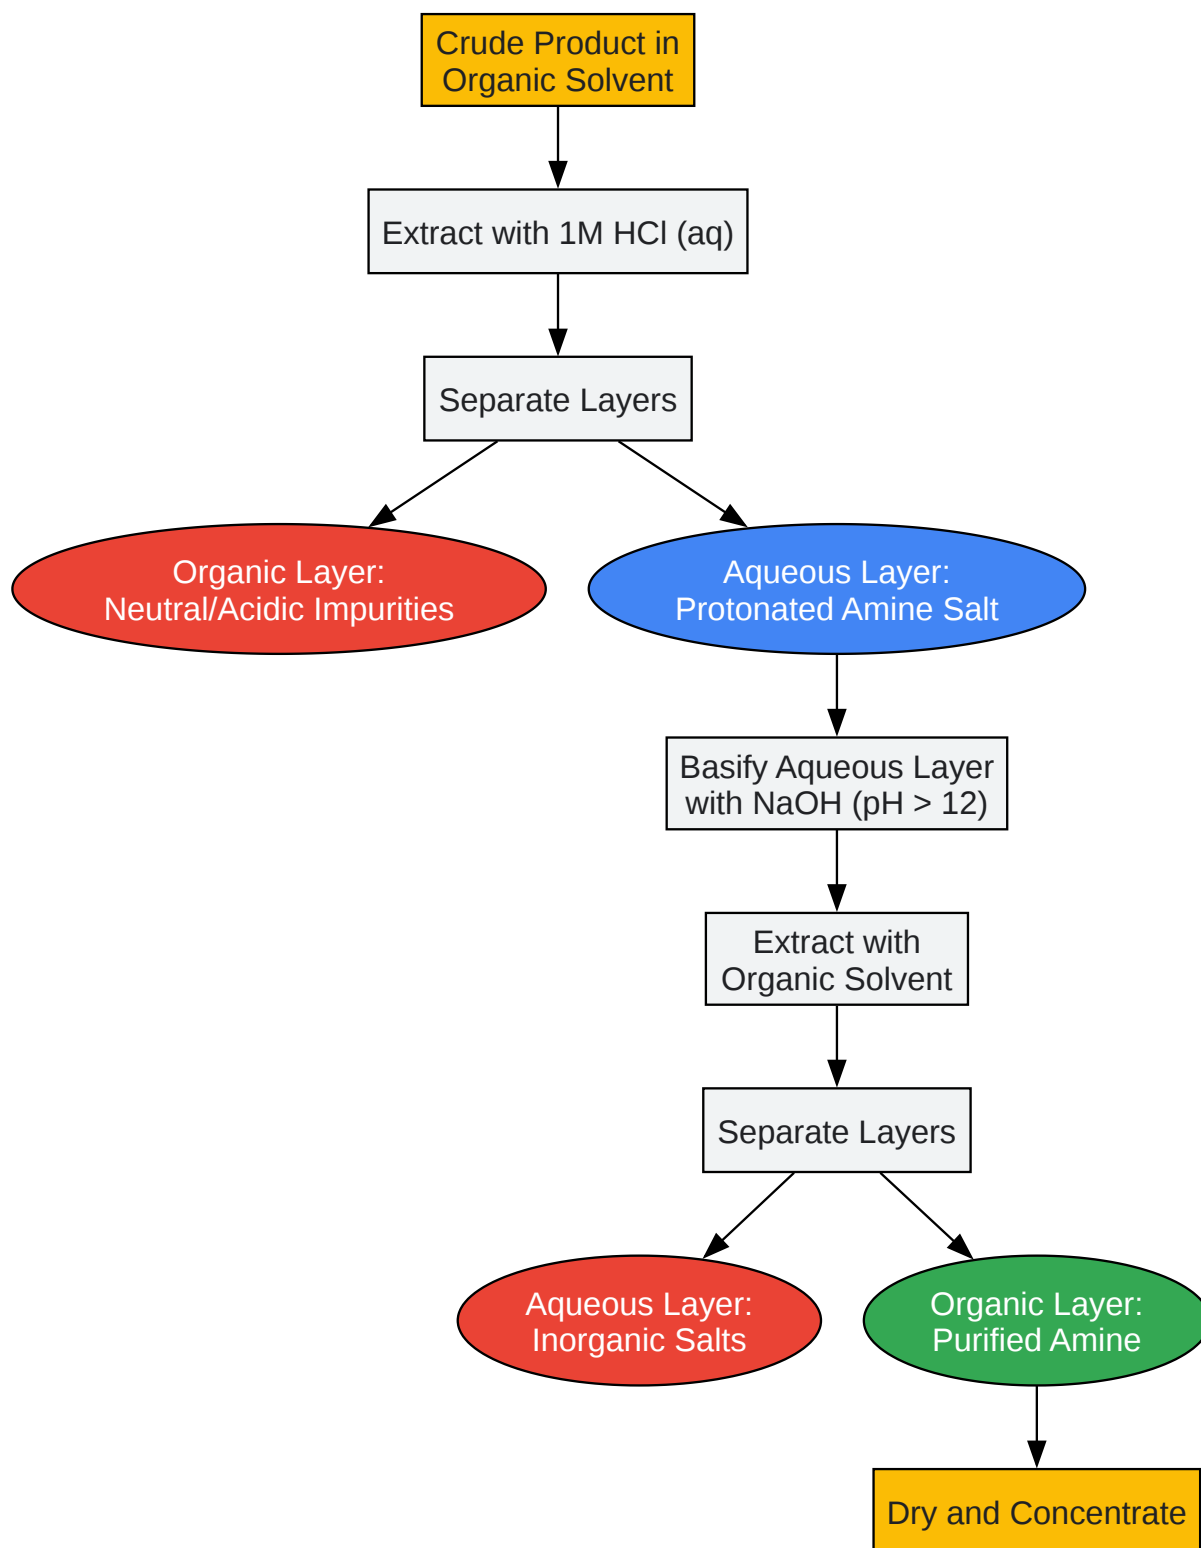 Crude Product in
Organic Solvent
Extract with 1M HCl (aq)
Separate Layers
Organic Layer:
Neutral/Acidic Impurities
Aqueous Layer:
Protonated Amine Salt
Basify Aqueous Layer
with NaOH (pH > 12)
Extract with
Organic Solvent
Separate Layers
Aqueous Layer:
Inorganic Salts
Organic Layer:
Purified Amine
Dry and Concentrate